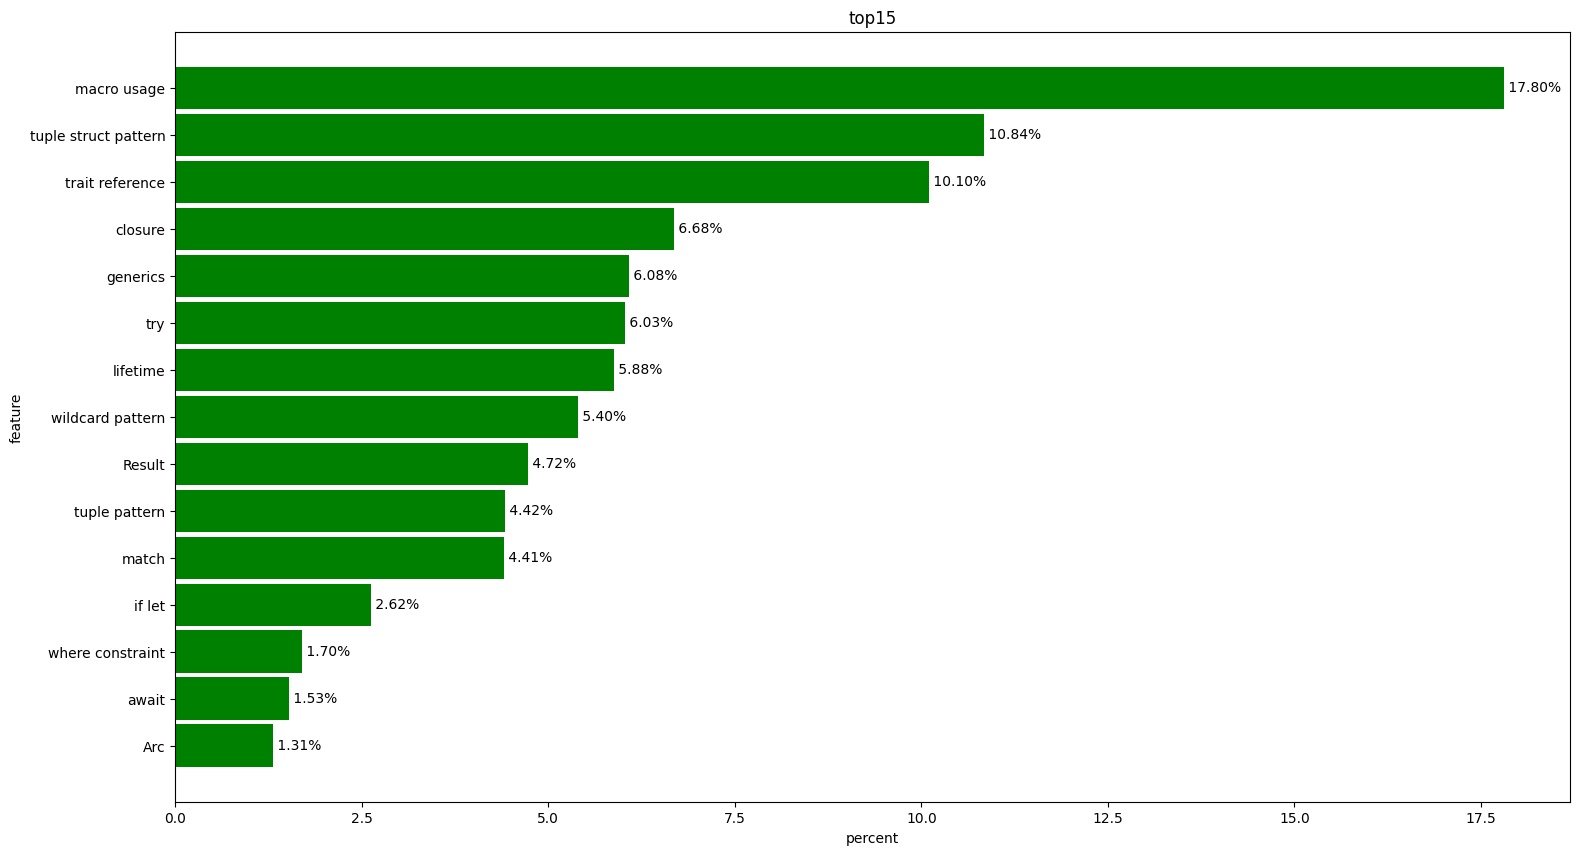 top15
macro usage 17.80%
tuple struct pattern 10.84%
trait reference 10.10%
closure 6.68%
generics 6.08%
try 6.03%
lifetime 5.88%
wildcard pattern 5.40%
Result 4.72%
tuple pattern 4.42%
match 4.41%
if let 2.62%
where constraint 1.70%
await 1.53%
Arc 1.31%
feature
0.0 2.5 5.0 7.5 10.0 12.5 15.0 17.5
percent